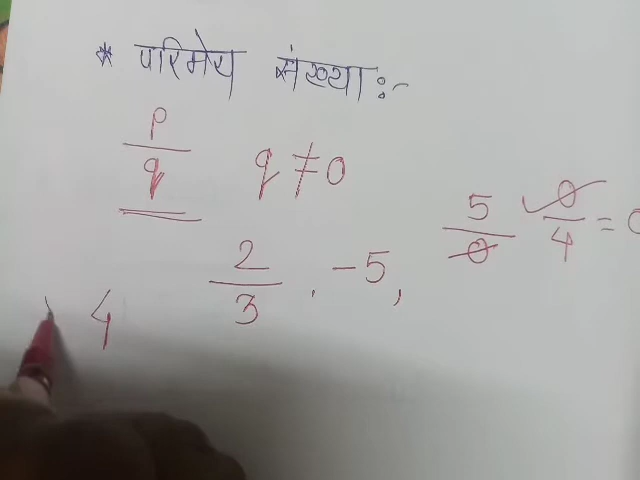 * परिमेय संख्या :-
p/q q ≠ 0
5/0 0/4 = 0
2/3, -5,
4